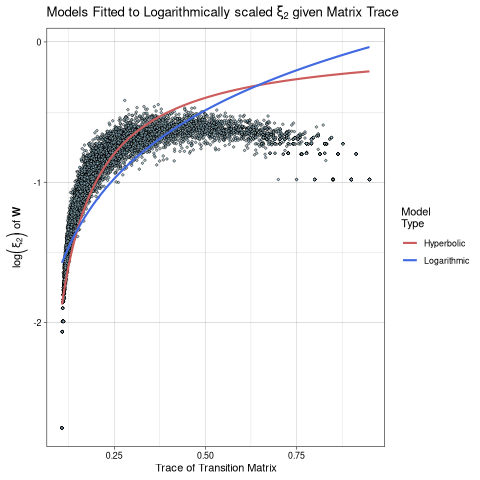 Models Fitted to Logarithmically scaled ξ₂ given Matrix Trace
0
-1
-2
log(ξ₂) of W
0.25 0.50 0.75
Trace of Transition Matrix
Model
Type
Hyperbolic
Logarithmic